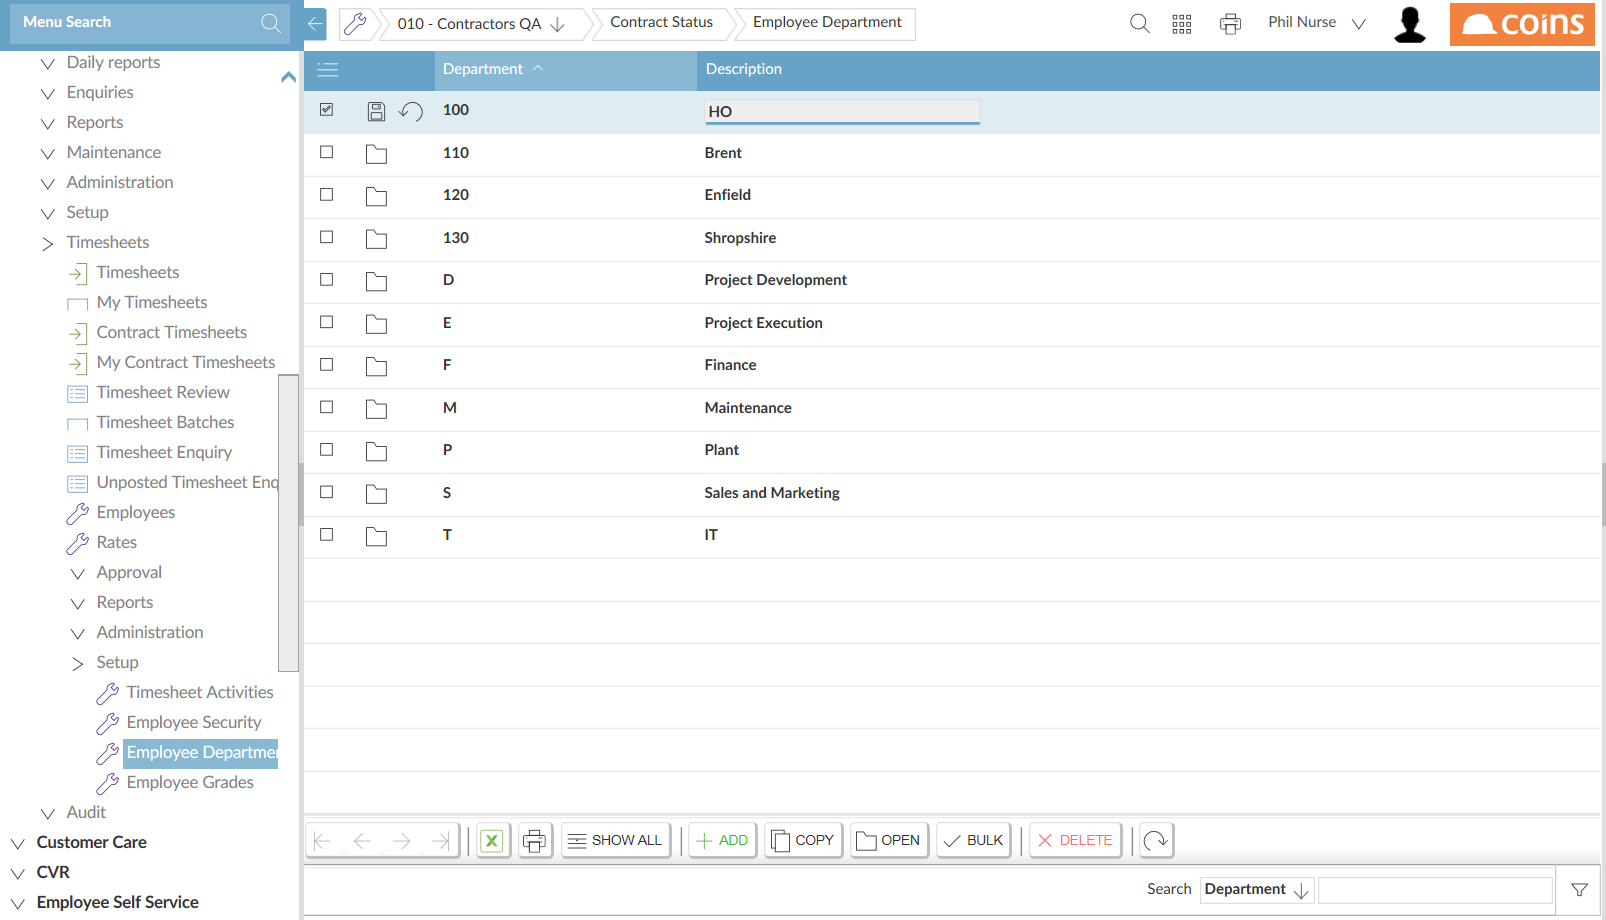 Menu Search
010 - Contractors QA
Contract Status
Employee Department
Phil Nurse
coins
Daily reports
Enquiries
Reports
Maintenance
Administration
Setup
Timesheets
Timesheets
My Timesheets
Contract Timesheets
My Contract Timesheets
Timesheet Review
Timesheet Batches
Timesheet Enquiry
Unposted Timesheet Enq
Employees
Rates
Approval
Reports
Administration
Setup
Timesheet Activities
Employee Security
Employee Departmen
Employee Grades
Audit
Customer Care
CVR
Employee Self Service
Department Description
100 HO
110 Brent
120 Enfield
130 Shropshire
D Project Development
E Project Execution
F Finance
M Maintenance
P Plant
S Sales and Marketing
T IT
SHOW ALL ADD COPY OPEN BULK DELETE
Search Department